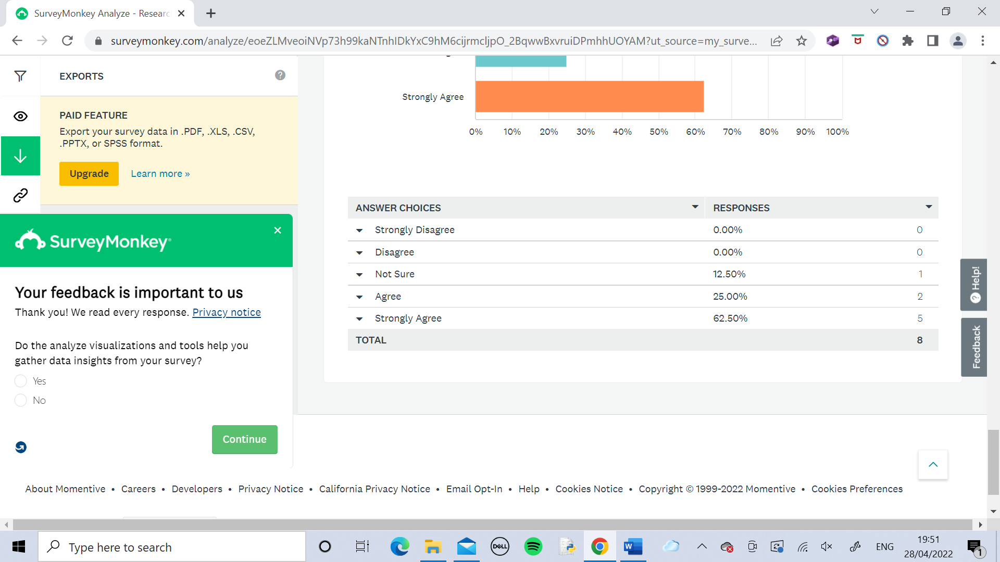 SurveyMonkey Analyze - Researc
surveymonkey.com/analyze/eoeZLMveoiNVp73h99kaNTnhIDkYxC9hM6cijrmcljpO_2BqwwBxvruiDPmhhUOYAM?ut_source=my_surve...
EXPORTS
?
PAID FEATURE
Export your survey data in .PDF, .XLS, .CSV,
.PPTX, or SPSS format.
Upgrade
Learn more »
SurveyMonkey
Your feedback is important to us
Thank you! We read every response. Privacy notice
Do the analyze visualizations and tools help you
gather data insights from your survey?
Yes
No
Continue
Strongly Agree
0% 10% 20% 30% 40% 50% 60% 70% 80% 90% 100%
ANSWER CHOICES RESPONSES
Strongly Disagree 0.00% 0
Disagree 0.00% 0
Not Sure 12.50% 1
Agree 25.00% 2
Strongly Agree 62.50% 5
TOTAL 8
? Help!
Feedback
About Momentive • Careers • Developers • Privacy Notice • California Privacy Notice • Email Opt-In • Help • Cookies Notice • Copyright © 1999-2022 Momentive • Cookies Preferences
Type here to search
DELL
W
ENG
19:51
28/04/2022
1